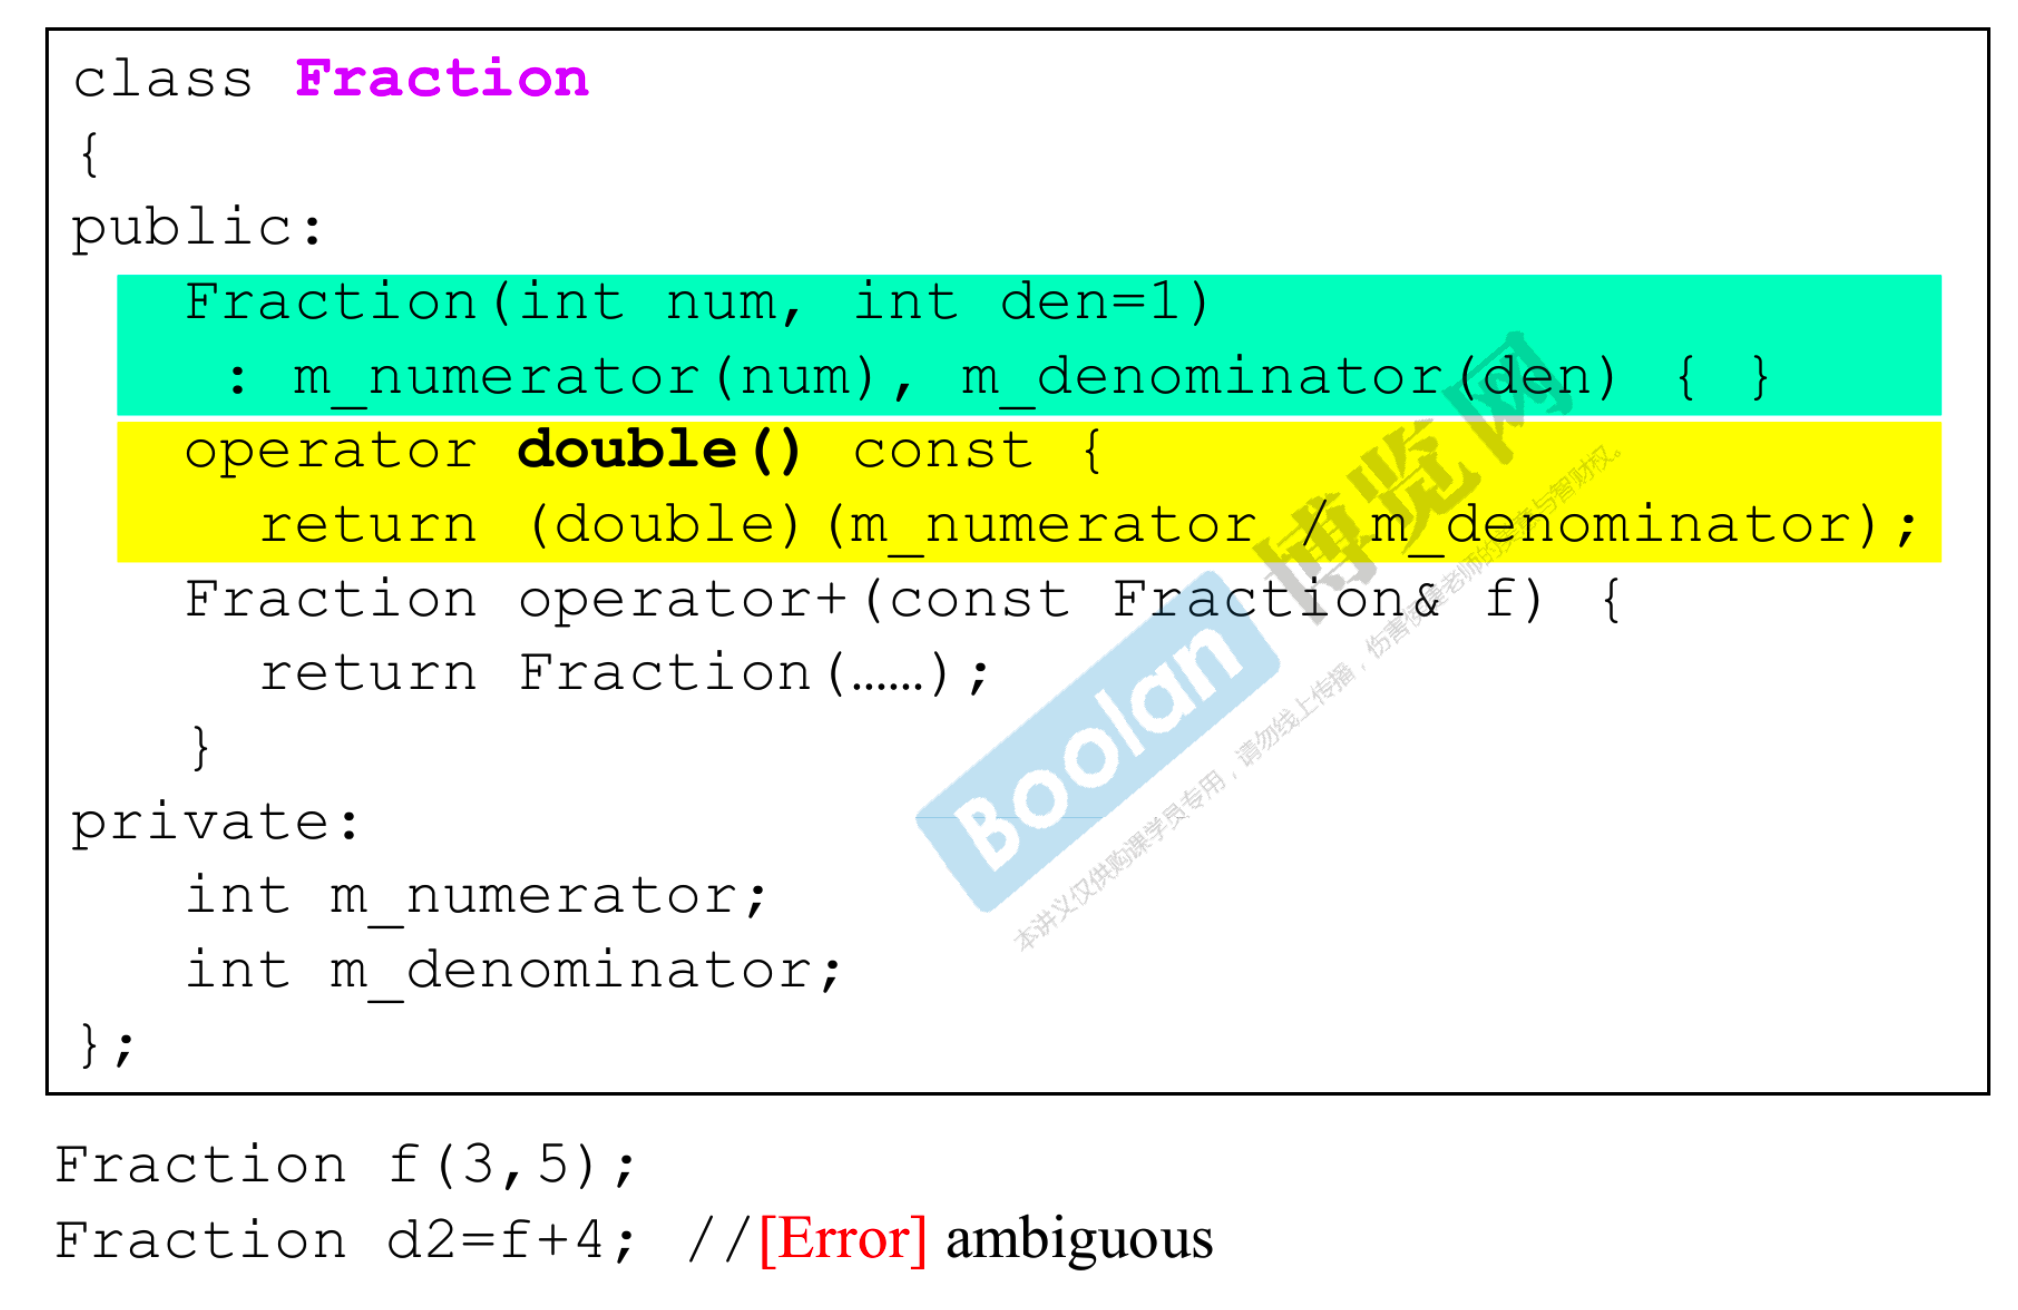 class Fraction
{
public:
Fraction(int num, int den=1)
: m_numerator(num), m_denominator(den) { }
operator double() const {
return (double)(m_numerator / m_denominator);
Fraction operator+(const Fraction& f) {
return Fraction(……);
}
private:
int m_numerator;
int m_denominator;
};
Fraction f(3,5);
Fraction d2=f+4; //[Error] ambiguous
Boolan
博览网
本讲义仅供购课学员专用，请勿线上传播，伤害侯捷老师的美意与智财权。